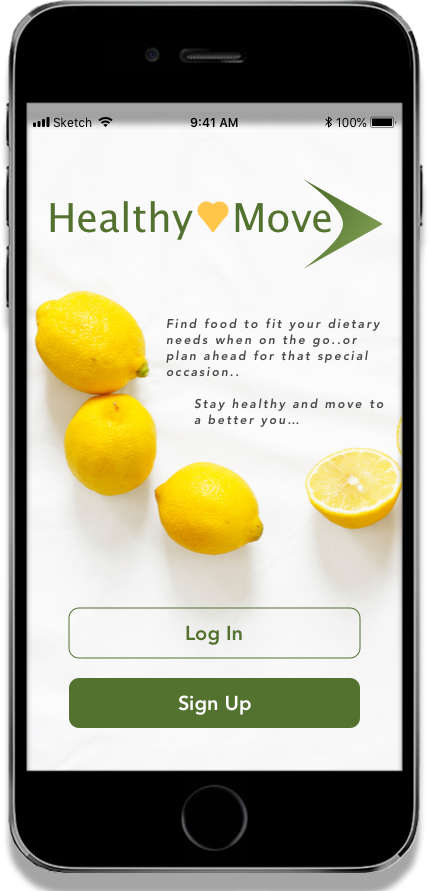 Sketch 9:41 AM 100%
Healthy Move
Find food to fit your dietary
needs when on the go..or
plan ahead for that special
occasion..
Stay healthy and move to
a better you...
Log In
Sign Up